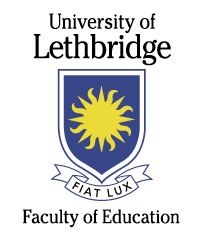 University of
Lethbridge
FIAT LUX
Faculty of Education